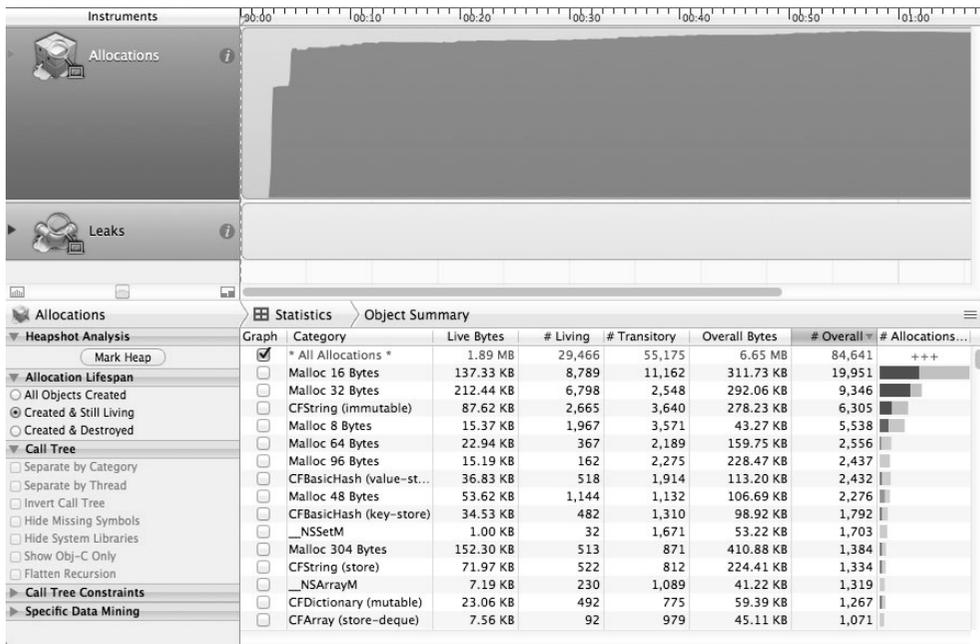 Instruments
00:00 00:10 00:20 00:30 00:40 00:50 01:00
Allocations
Leaks
Allocations
Statistics Object Summary
Heapshot Analysis
Mark Heap
Allocation Lifespan
All Objects Created
Created & Still Living
Created & Destroyed
Call Tree
Separate by Category
Separate by Thread
Invert Call Tree
Hide Missing Symbols
Hide System Libraries
Show Obj-C Only
Flatten Recursion
Call Tree Constraints
Specific Data Mining
Graph Category Live Bytes # Living # Transitory Overall Bytes # Overall # Allocations...
* All Allocations * 1.89 MB 29,466 55,175 6.65 MB 84,641 +++
Malloc 16 Bytes 137.33 KB 8,789 11,162 311.73 KB 19,951
Malloc 32 Bytes 212.44 KB 6,798 2,548 292.06 KB 9,346
CFString (immutable) 87.62 KB 2,665 3,640 278.23 KB 6,305
Malloc 8 Bytes 15.37 KB 1,967 3,571 43.27 KB 5,538
Malloc 64 Bytes 22.94 KB 367 2,189 159.75 KB 2,556
Malloc 96 Bytes 15.19 KB 162 2,275 228.47 KB 2,437
CFBasicHash (value-st... 36.83 KB 518 1,914 113.20 KB 2,432
Malloc 48 Bytes 53.62 KB 1,144 1,132 106.69 KB 2,276
CFBasicHash (key-store) 34.53 KB 482 1,310 98.92 KB 1,792
__NSSetM 1.00 KB 32 1,671 53.22 KB 1,703
Malloc 304 Bytes 152.30 KB 513 871 410.88 KB 1,384
CFString (store) 71.97 KB 522 812 224.41 KB 1,334
__NSArrayM 7.19 KB 230 1,089 41.22 KB 1,319
CFDictionary (mutable) 23.06 KB 492 775 59.39 KB 1,267
CFArray (store-deque) 7.56 KB 92 979 45.11 KB 1,071